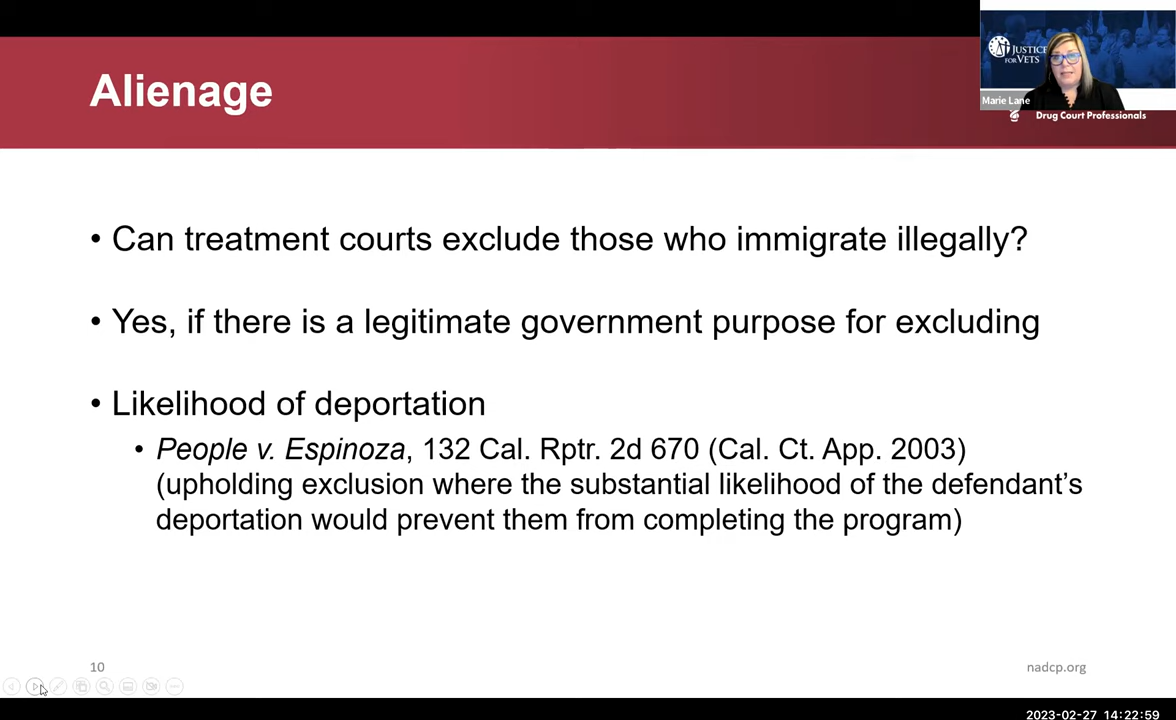 Alienage
JUSTICE
FOR VETS
Marie Lane
Drug Court Professionals
• Can treatment courts exclude those who immigrate illegally?
• Yes, if there is a legitimate government purpose for excluding
• Likelihood of deportation
• People v. Espinoza, 132 Cal. Rptr. 2d 670 (Cal. Ct. App. 2003)
(upholding exclusion where the substantial likelihood of the defendant's
deportation would prevent them from completing the program)
10
nadcp.org
2023-02-27 14:22:59